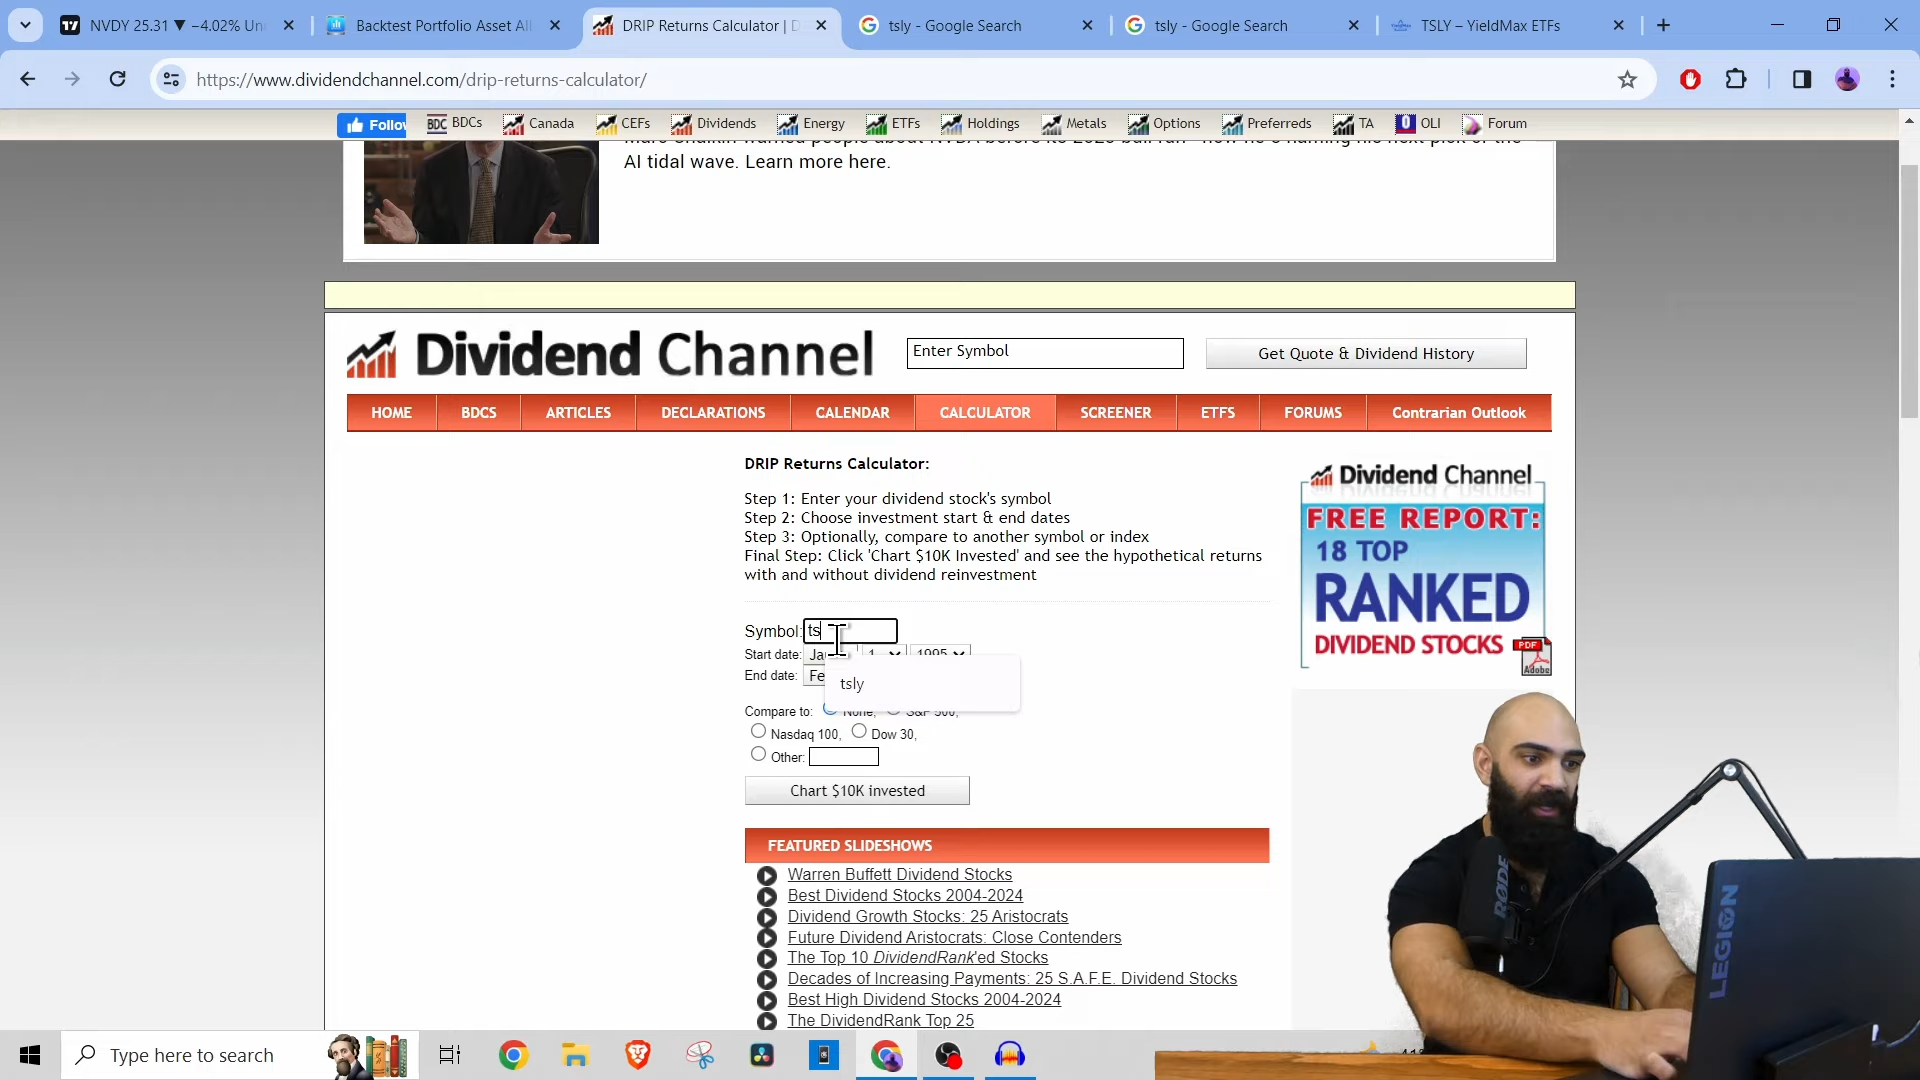 NVDY 25.31 ▼ −4.02% Un
Backtest Portfolio Asset All
DRIP Returns Calculator | D
tsly - Google Search
tsly - Google Search
TSLY – YieldMax ETFs
https://www.dividendchannel.com/drip-returns-calculator/
Follow
BDC BDCs
Canada
CEFs
Dividends
Energy
ETFs
Holdings
Metals
Options
Preferreds
TA
OLI
Forum
AI tidal wave. Learn more here.
Dividend Channel
Enter Symbol
Get Quote & Dividend History
HOME
BDCS
ARTICLES
DECLARATIONS
CALENDAR
CALCULATOR
SCREENER
ETFS
FORUMS
Contrarian Outlook
DRIP Returns Calculator:
Step 1: Enter your dividend stock's symbol
Step 2: Choose investment start & end dates
Step 3: Optionally, compare to another symbol or index
Final Step: Click 'Chart $10K Invested' and see the hypothetical returns
with and without dividend reinvestment
Symbol: ts
Start date: Ja 1 1995
End date: Fe
tsly
Compare to: None, S&P 500,
Nasdaq 100, Dow 30,
Other:
Chart $10K invested
Dividend Channel
FREE REPORT:
18 TOP
RANKED
DIVIDEND STOCKS
PDF
Adobe
FEATURED SLIDESHOWS
Warren Buffett Dividend Stocks
Best Dividend Stocks 2004-2024
Dividend Growth Stocks: 25 Aristocrats
Future Dividend Aristocrats: Close Contenders
The Top 10 DividendRank'ed Stocks
Decades of Increasing Payments: 25 S.A.F.E. Dividend Stocks
Best High Dividend Stocks 2004-2024
The DividendRank Top 25
RØDE
LEGION
Type here to search